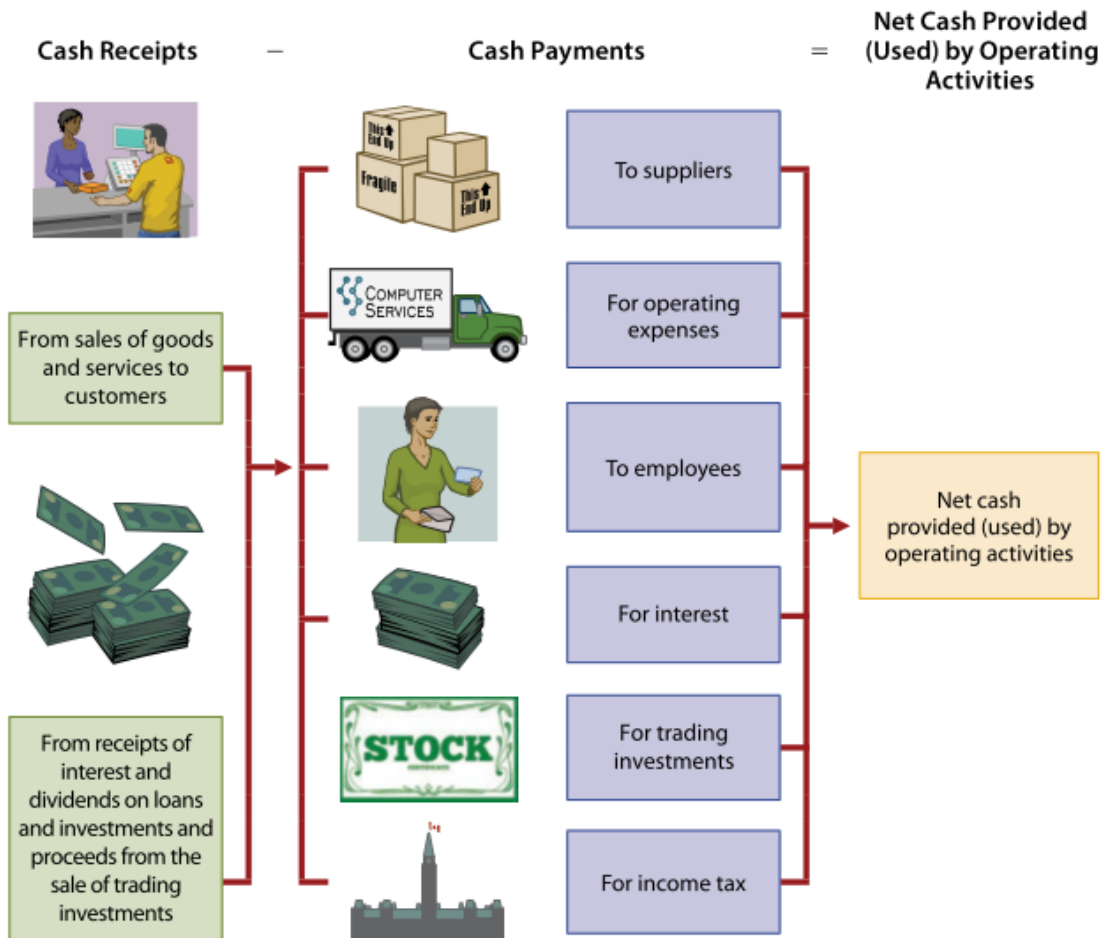 Cash Receipts
–
Cash Payments
=
Net Cash Provided
(Used) by Operating
Activities
This
End Up
Fragile
This
End Up
To suppliers
COMPUTER
SERVICES
For operating
expenses
From sales of goods
and services to
customers
To employees
Net cash
provided (used) by
operating activities
For interest
STOCK
For trading
investments
From receipts of
interest and
dividends on loans
and investments and
proceeds from the
sale of trading
investments
For income tax